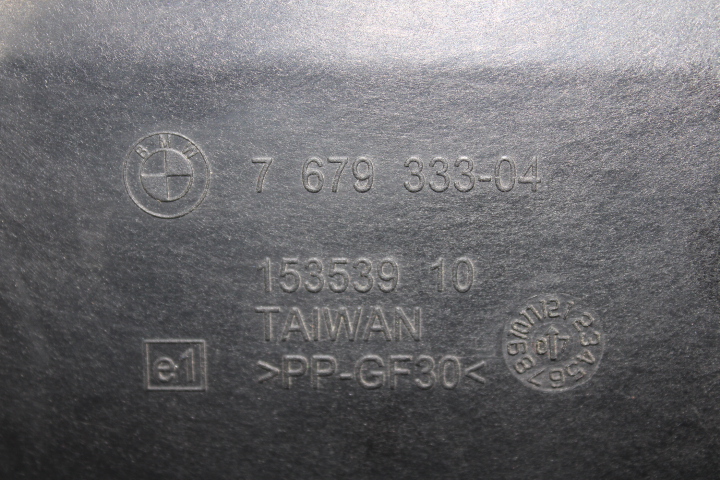 BMW
7 679 333-04
153539 10
TAIWAN
e1
>PP-GF30<